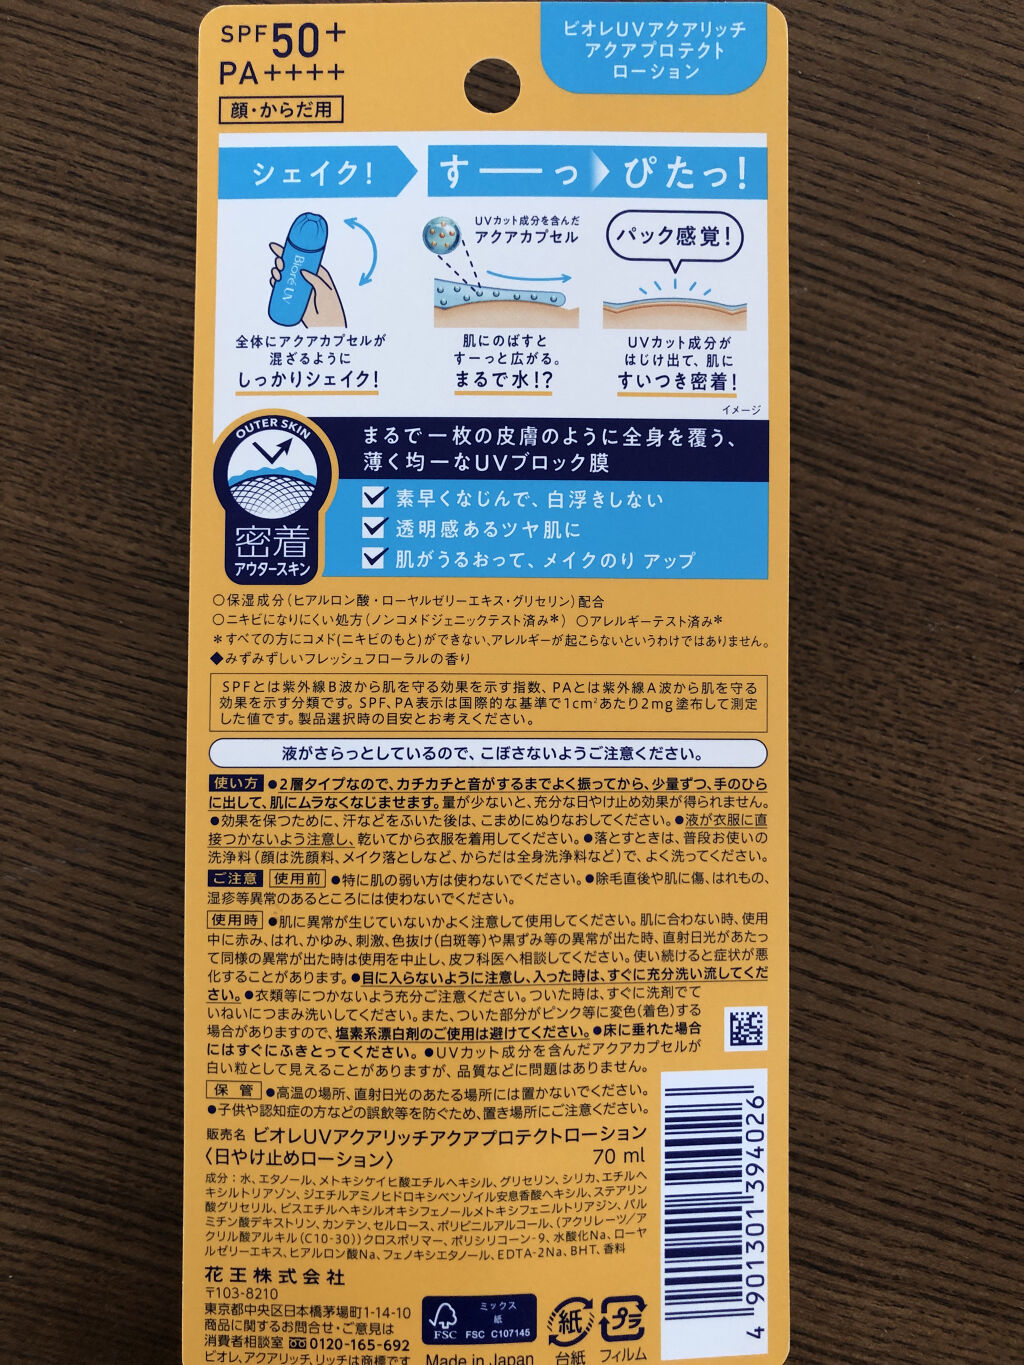 SPF50+
PA++++
顔・からだ用
ビオレUVアクアリッチ
アクアプロテクト
ローション
シェイク!
すーーっ
ぴたっ!
Bioré UV
全体にアクアカプセルが
混ざるように
しっかりシェイク!
UVカット成分を含んだ
アクアカプセル
肌にのばすと
すーっと広がる。
まるで水!?
パック感覚!
UVカット成分が
はじけ出て、肌に
すいつき密着!
イメージ
OUTER SKIN
密着
アウタースキン
まるで一枚の皮膚のように全身を覆う、
薄く均一なUVブロック膜
素早くなじんで、白浮きしない
透明感あるツヤ肌に
肌がうるおって、メイクのり アップ
○保湿成分(ヒアルロン酸・ローヤルゼリーエキス・グリセリン)配合
○ニキビになりにくい処方(ノンコメドジェニックテスト済み*) ○アレルギーテスト済み*
*すべての方にコメド(ニキビのもと)ができない、アレルギーが起こらないというわけではありません。
◆みずみずしいフレッシュフローラルの香り
SPFとは紫外線B波から肌を守る効果を示す指数、PAとは紫外線A波から肌を守る
効果を示す分類です。SPF、PA表示は国際的な基準で1cm²あたり2mg塗布して測定
した値です。製品選択時の目安とお考えください。
液がさらっとしているので、こぼさないようご注意ください。
使い方 ●2層タイプなので、カチカチと音がするまでよく振ってから、少量ずつ、手のひら
に出して、肌にムラなくなじませます。量が少ないと、充分な日やけ止め効果が得られません。
●効果を保つために、汗などをふいた後は、こまめにぬりなおしてください。●液が衣服に直
接つかないよう注意し、乾いてから衣服を着用してください。●落とすときは、普段お使いの
洗浄料(顔は洗顔料、メイク落としなど、からだは全身洗浄料など)で、よく洗ってください。
ご注意 使用前 ●特に肌の弱い方は使わないでください。●除毛直後や肌に傷、はれもの、
湿疹等異常のあるところには使わないでください。
使用時 ●肌に異常が生じていないかよく注意して使用してください。肌に合わない時、使用
中に赤み、はれ、かゆみ、刺激、色抜け(白斑等)や黒ずみ等の異常が出た時、直射日光があたっ
て同様の異常が出た時は使用を中止し、皮フ科医へ相談してください。使い続けると症状が悪
化することがあります。●目に入らないように注意し、入った時は、すぐに充分洗い流してくだ
さい。●衣類等につかないよう充分ご注意ください。ついた時は、すぐに洗剤でて
いねいにつまみ洗いしてください。また、ついた部分がピンク等に変色(着色)する
場合がありますので、塩素系漂白剤のご使用は避けてください。●床に垂れた場合
にはすぐにふきとってください。●UVカット成分を含んだアクアカプセルが
白い粒として見えることがありますが、品質などに問題はありません。
保 管 ●高温の場所、直射日光のあたる場所には置かないでください。
●子供や認知症の方などの誤飲等を防ぐため、置き場所にご注意ください。
販売名 ビオレUVアクアリッチアクアプロテクトローション
〈日やけ止めローション〉 70 ml
成分:水、エタノール、メトキシケイヒ酸エチルヘキシル、グリセリン、シリカ、エチルヘ
キシルトリアゾン、ジエチルアミノヒドロキシベンゾイル安息香酸ヘキシル、ステアリン
酸グリセリル、ビスエチルヘキシルオキシフェノールメトキシフェニルトリアジン、パル
ミチン酸デキストリン、カンテン、セルロース、ポリビニルアルコール、(アクリレーツ/ア
クリル酸アルキル(C10-30))クロスポリマー、ポリシリコーン-9、水酸化Na、ローヤ
ルゼリーエキス、ヒアルロン酸Na、フェノキシエタノール、EDTA-2Na、BHT、香料
花王株式会社
〒103-8210
東京都中央区日本橋茅場町1-14-10
商品に関するお問合せ・ご意見は
消費者相談室 0120-165-692
ビオレ、アクアリッチ、リッチは商標です
FSC
ミックス
紙
FSC C107145
Made in Japan
紙
台紙
プラ
フィルム
4 901301 394026